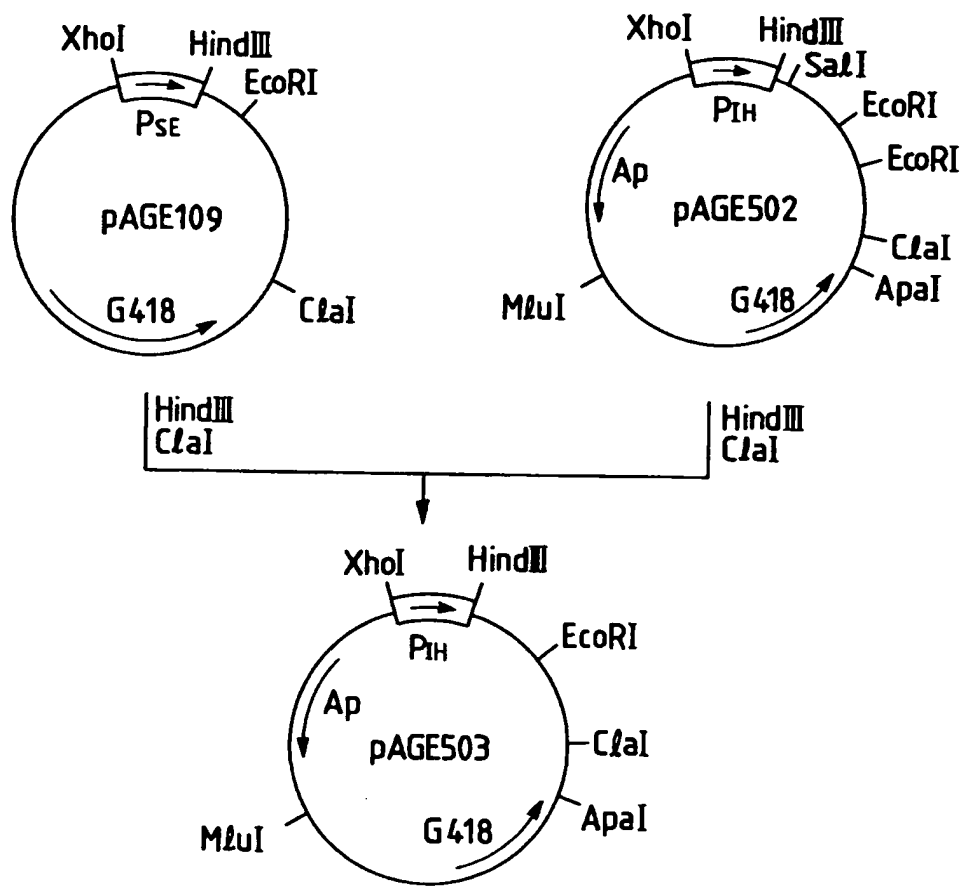 XhoI
HindIII
EcoRI
PSE
pAGE109
G418
ClaI
XhoI
HindIII
SalI
EcoRI
EcoRI
PIH
Ap
pAGE502
ClaI
ApaI
G418
MluI
HindIII
ClaI
HindIII
ClaI
XhoI
HindIII
EcoRI
PIH
Ap
pAGE503
ClaI
ApaI
G418
MluI